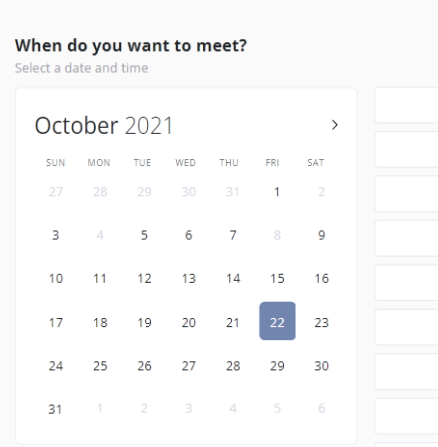 When do you want to meet?
Select a date and time
October 2021
SUN MON TUE WED THU FRI SAT
27 28 29 30 31 1 2
3 4 5 6 7 8 9
10 11 12 13 14 15 16
17 18 19 20 21 22 23
24 25 26 27 28 29 30
31 1 2 3 4 5 6